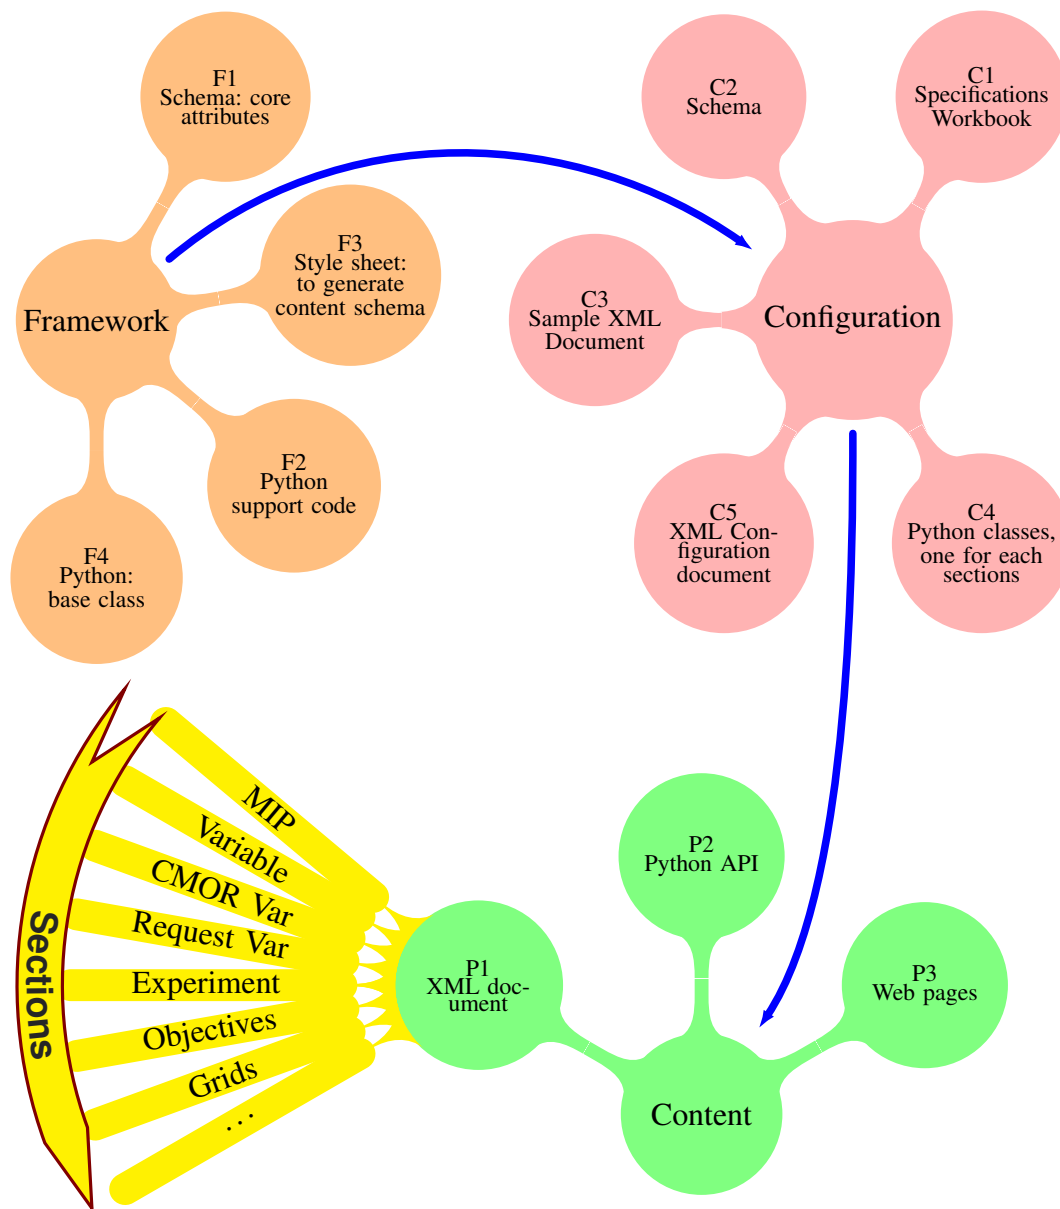 F1
Schema: core
attributes
F3
Style sheet:
to generate
content schema
Framework
F2
Python
support code
F4
Python:
base class
C2
Schema
C1
Specifications
Workbook
C3
Sample XML
Document
Configuration
C5
XML Con-
figuration
document
C4
Python classes,
one for each
sections
Sections
MIP
Variable
CMOR Var
Request Var
Experiment
Objectives
Grids
...
P1
XML doc-
ument
P2
Python API
P3
Web pages
Content